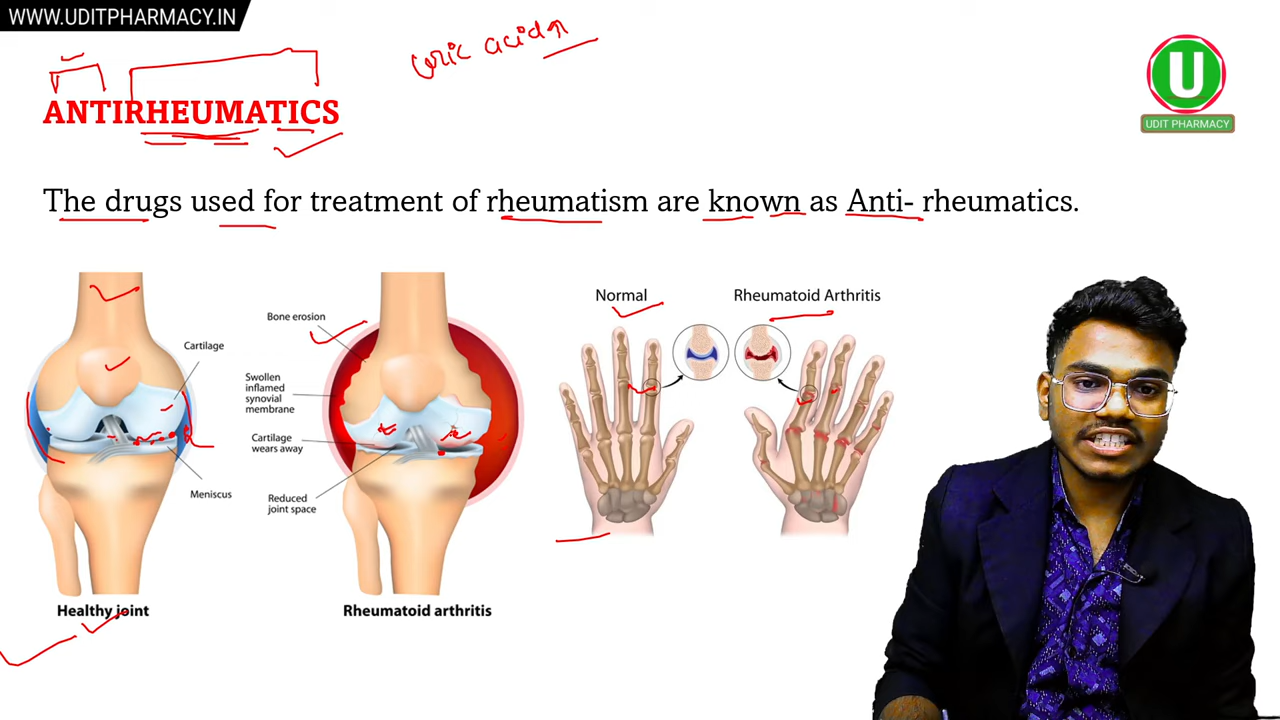 WWW.UDITPHARMACY.IN
uric acid↑
U
UDIT PHARMACY
ANTIRHEUMATICS
The drugs used for treatment of rheumatism are known as Anti- rheumatics.
Cartilage
Meniscus
Healthy joint
Bone erosion
Swollen
inflamed
synovial
membrane
Cartilage
wears away
Reduced
joint space
Rheumatoid arthritis
Normal
Rheumatoid Arthritis